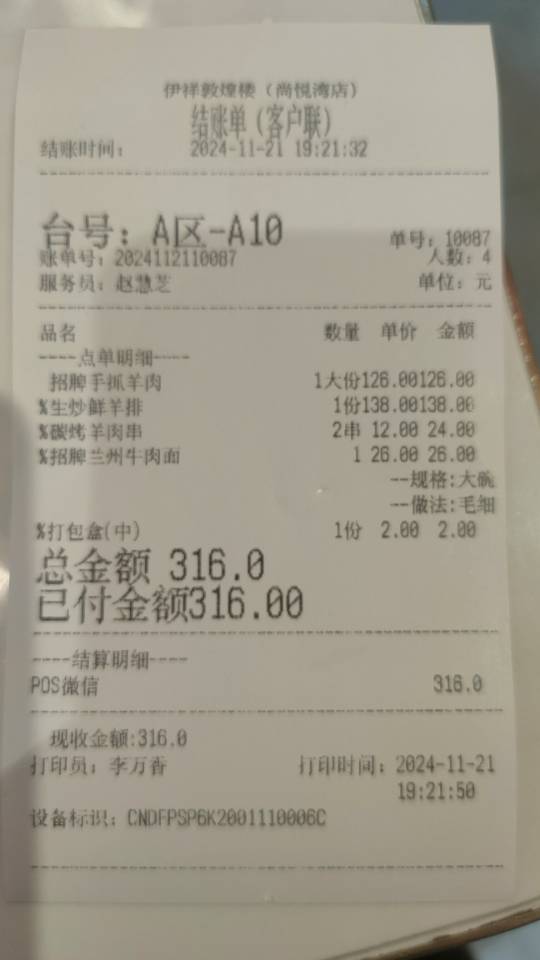 伊祥敦煌楼（尚悦湾店）
结账单（客户联）
结账时间： 2024-11-21 19:21:32
台号： A区-A10
单号：10087
账单号：2024112110087 人数：4
服务员：赵慧芝 单位：元
品名 数量 单价 金额
----点单明细----
招牌手抓羊肉 1大份126.00126.00
%生炒鲜羊排 1份138.00138.00
%碳烤羊肉串 2串 12.00 24.00
%招牌兰州牛肉面 1 26.00 26.00
--规格:大碗
--做法:毛细
%打包盒(中) 1份 2.00 2.00
总金额 316.0
已付金额316.00
----结算明细----
POS微信 316.0
现收金额:316.0
打印员：李万香 打印时间：2024-11-21
19:21:50
设备标识：CNDFPSP6K2001110006C